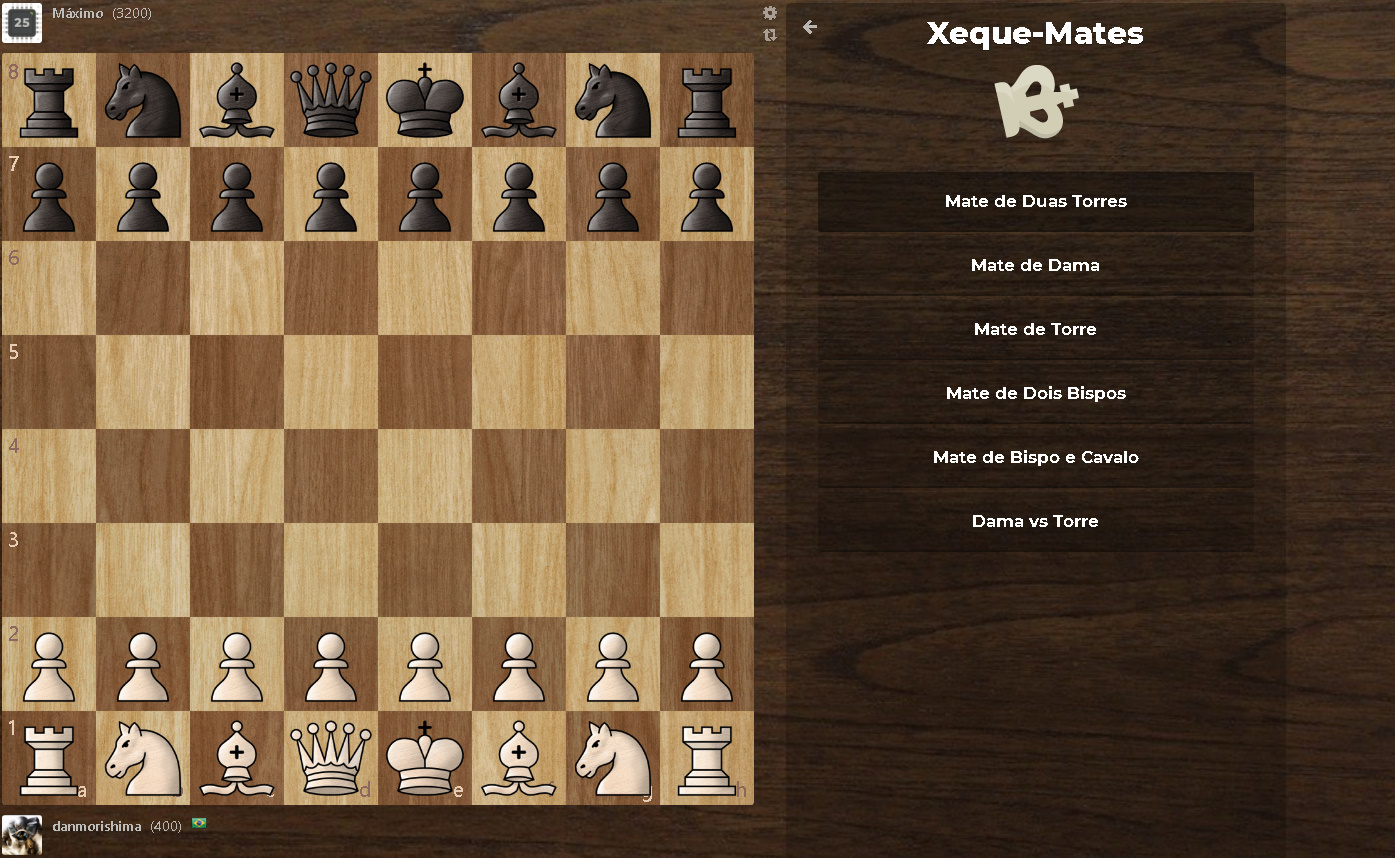 25
Máximo (3200)
Xeque-Mates
8
7
6
5
4
3
2
1
a
d
e
g
h
Mate de Duas Torres
Mate de Dama
Mate de Torre
Mate de Dois Bispos
Mate de Bispo e Cavalo
Dama vs Torre
danmorishima (400)